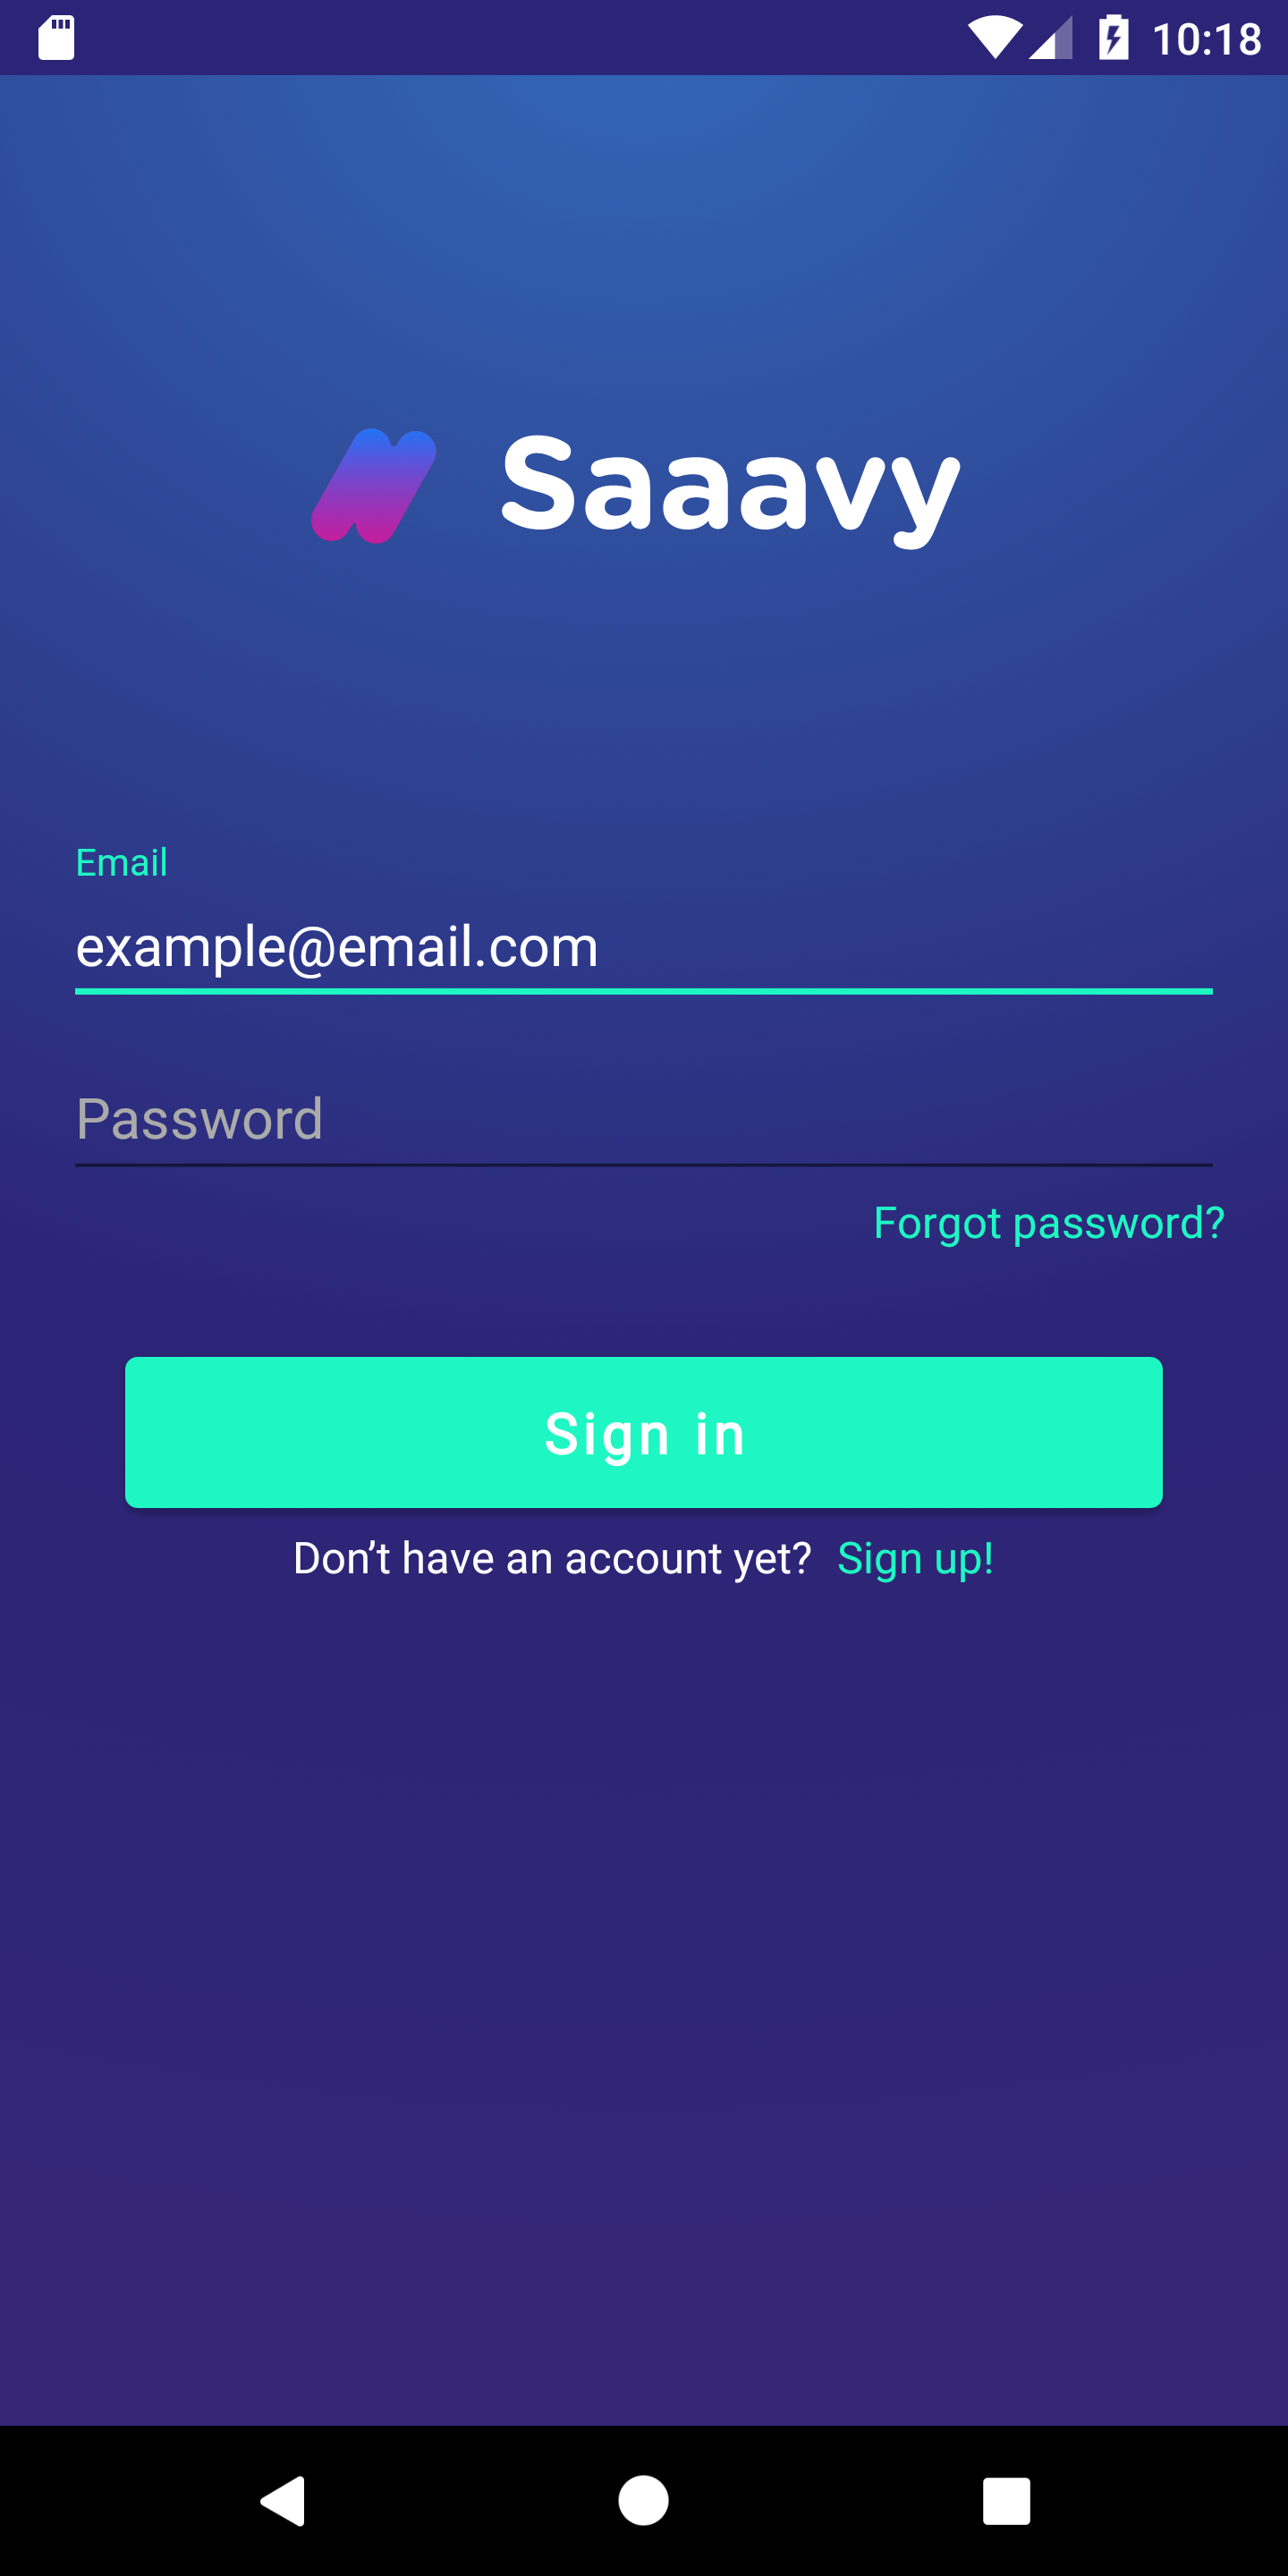 10:18
Saaavy
Email
example@email.com
Password
Forgot password?
Sign in
Don’t have an account yet? Sign up!